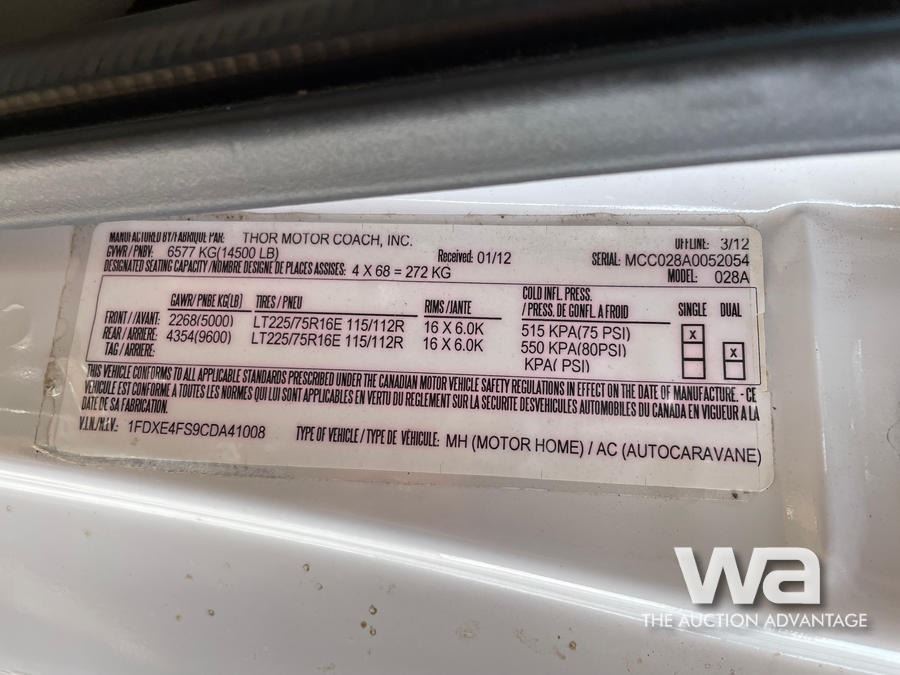 MANUFACTURED BY/FABRIQUE PAR: THOR MOTOR COACH, INC. OFFLINE: 3/12
GVWR / PNBV: 6577 KG(14500 LB) Received: 01/12 SERIAL: MCC028A0052054
DESIGNATED SEATING CAPACITY /NOMBRE DESIGNE DE PLACES ASSISES: 4 X 68 = 272 KG MODEL: 028A
GAWR / PNBE KG(LB) TIRES / PNEU RIMS /JANTE COLD INFL. PRESS. / PRESS. DE CONFL. A FROID SINGLE DUAL
FRONT/ /AVANT: 2268(5000) LT225/75R16E 115/112R 16 X 6.0K 515 KPA(75 PSI) X
REAR / ARRIERE: 4354(9600) LT225/75R16E 115/112R 16 X 6.0K 550 KPA(80PSI) X
TAG / ARRIERE: KPA( PSI)
THIS VEHICLE CONFORMS TO ALL APPLICABLE STANDARDS PRESCRIBED UNDER THE CANADIAN MOTOR VEHICLE SAFETY REGULATIONS IN EFFECT ON THE DATE OF MANUFACTURE. - CE
VEHICULE EST CONFORME A TOUTES LES NORMES QUI LUI SONT APPLICABLES EN VERTU DU REGLEMENT SUR LA SECURITE DESVEHICULES AUTOMOBILES DU CANADA EN VIGUEUR A LA
DATE DE SA FABRICATION.
V.I.N./N.I.V.: 1FDXE4FS9CDA41008 TYPE OF VEHICLE / TYPE DE VÉHICULE: MH (MOTOR HOME) / AC (AUTOCARAVANE)
wa
THE AUCTION ADVANTAGE